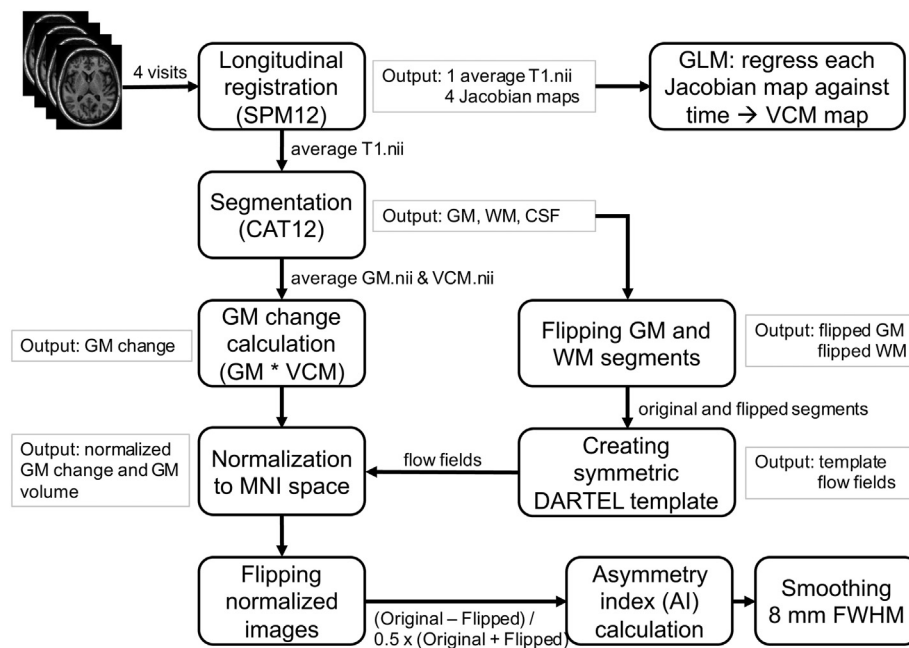 4 visits
Longitudinal
registration
(SPM12)
Output: 1 average T1.nii
4 Jacobian maps
GLM: regress each
Jacobian map against
time → VCM map
average T1.nii
Segmentation
(CAT12)
Output: GM, WM, CSF
average GM.nii & VCM.nii
Output: GM change
GM change
calculation
(GM * VCM)
Flipping GM and
WM segments
Output: flipped GM
flipped WM
original and flipped segments
Output: normalized
GM change and GM
volume
Normalization
to MNI space
flow fields
Creating
symmetric
DARTEL template
Output: template
flow fields
Flipping
normalized
images
(Original – Flipped) /
0.5 x (Original + Flipped)
Asymmetry
index (AI)
calculation
Smoothing
8 mm FWHM